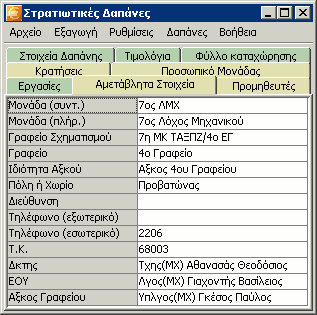 Στρατιωτικές Δαπάνες
Αρχείο Εξαγωγή Ρυθμίσεις Δαπάνες Βοήθεια
Στοιχεία Δαπάνης Τιμολόγια Φύλλο καταχώρησης
Κρατήσεις Προσωπικό Μονάδας
Εργασίες Αμετάβλητα Στοιχεία Προμηθευτές
Μονάδα (συντ.) 7ος ΛΜΧ
Μονάδα (πλήρ.) 7ος Λόχος Μηχανικού
Γραφείο Σχηματισμού 7η ΜΚ ΤΑΞΠΖ/4ο ΕΓ
Γραφείο 4ο Γραφείο
Ιδιότητα Αξκού Αξκος 4ου Γραφείου
Πόλη ή Χωρίο Προβατώνας
Διεύθυνση
Τηλέφωνο (εξωτερικό)
Τηλέφωνο (εσωτερικό) 2206
Τ.Κ. 68003
Δκτης Τχης(ΜΧ) Αθανασάς Θεοδόσιος
ΕΟΥ Λγος(ΜΧ) Γιαχοντής Βασίλειος
Αξκος Γραφείου Υπλγος(ΜΧ) Γκέσος Παύλος